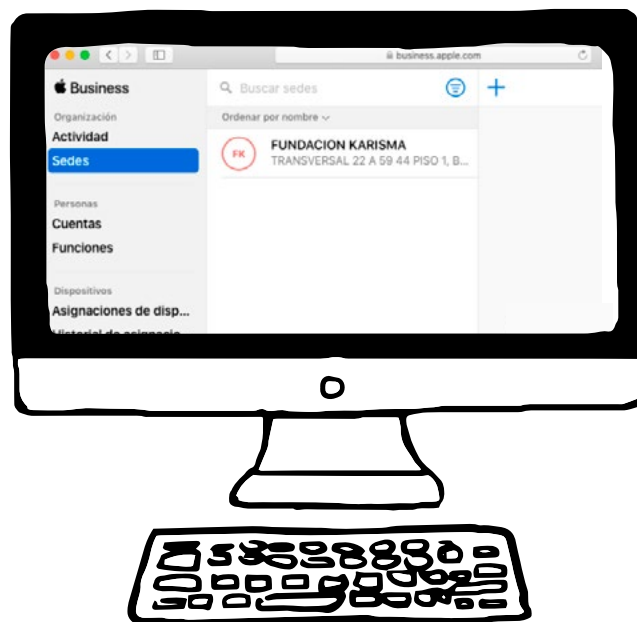 business.apple.com
Business
Buscar sedes
Organización
Ordenar por nombre
Actividad
FK
FUNDACION KARISMA
Sedes
TRANSVERSAL 22 A 59 44 PISO 1, B...
Personas
Cuentas
Funciones
Dispositivos
Asignaciones de disp...